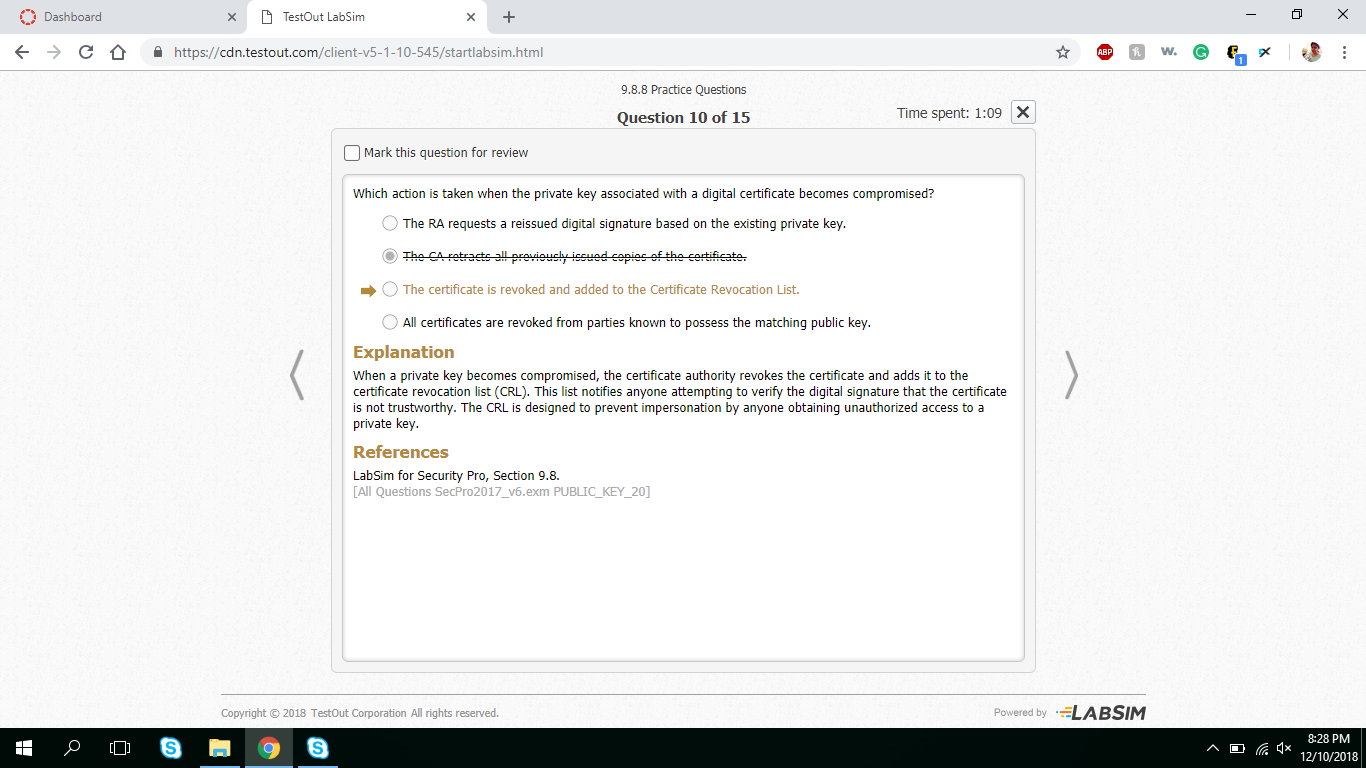 Dashboard
TestOut LabSim
https://cdn.testout.com/client-v5-1-10-545/startlabsim.html
ABP
w.
1
9.8.8 Practice Questions
Question 10 of 15
Time spent: 1:09
Mark this question for review
Which action is taken when the private key associated with a digital certificate becomes compromised?
The RA requests a reissued digital signature based on the existing private key.
The CA retracts all previously issued copies of the certificate.
The certificate is revoked and added to the Certificate Revocation List.
All certificates are revoked from parties known to possess the matching public key.
Explanation
When a private key becomes compromised, the certificate authority revokes the certificate and adds it to the
certificate revocation list (CRL). This list notifies anyone attempting to verify the digital signature that the certificate
is not trustworthy. The CRL is designed to prevent impersonation by anyone obtaining unauthorized access to a
private key.
References
LabSim for Security Pro, Section 9.8.
[All Questions SecPro2017_v6.exm PUBLIC_KEY_20]
Copyright © 2018 TestOut Corporation All rights reserved.
Powered by LABSIM
8:28 PM
12/10/2018